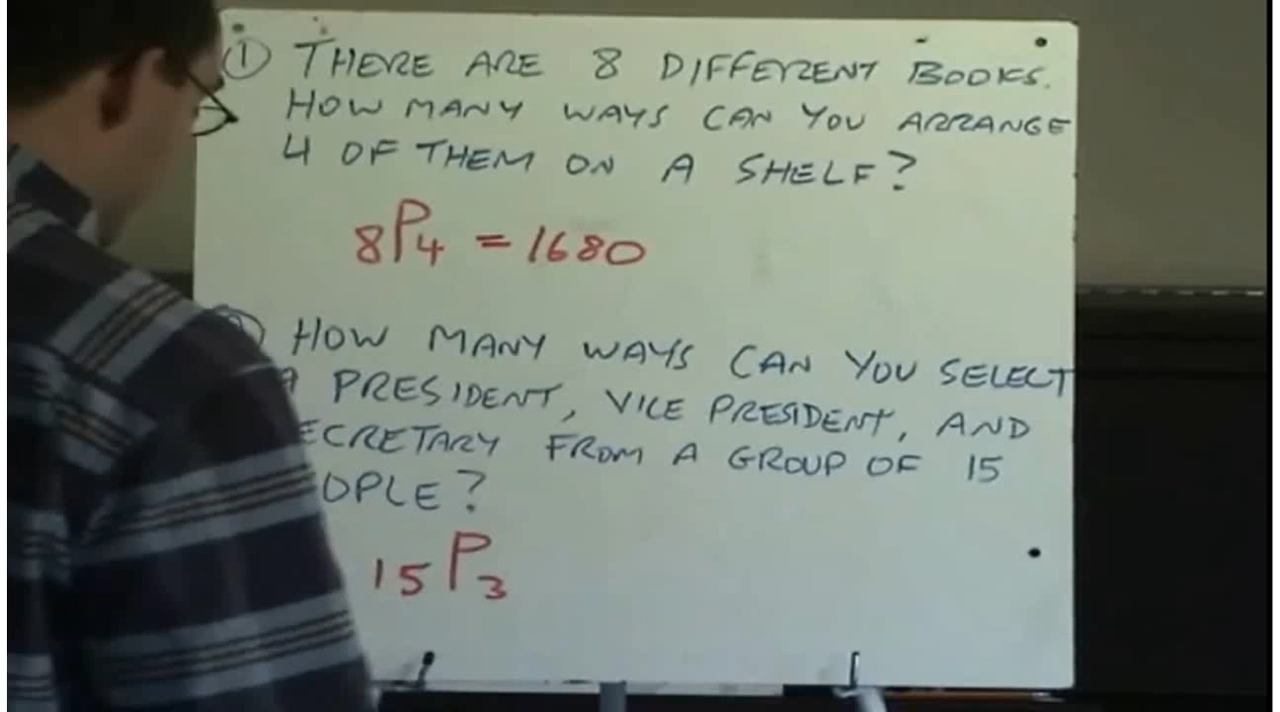 ① THERE ARE 8 DIFFERENT BOOKS.
HOW MANY WAYS CAN YOU ARRANGE
4 OF THEM ON A SHELF?
8P4 = 1680
HOW MANY WAYS CAN YOU SELECT
A PRESIDENT, VICE PRESIDENT, AND
ECRETARY FROM A GROUP OF 15
OPLE?
15P3